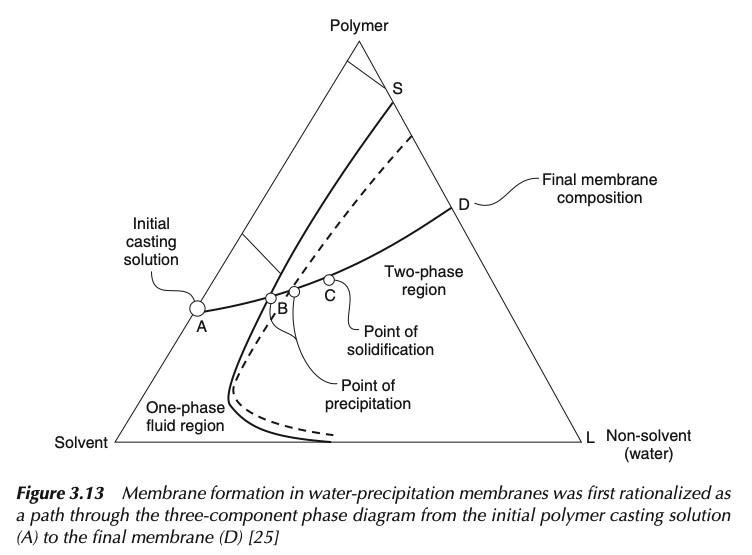 Polymer
S
D
Final membrane
composition
Initial
casting
solution
Two-phase
region
A
B
C
Point of
solidification
Point of
precipitation
One-phase
fluid region
Solvent
L
Non-solvent
(water)
Figure 3.13 Membrane formation in water-precipitation membranes was first rationalized as
a path through the three-component phase diagram from the initial polymer casting solution
(A) to the final membrane (D) [25]